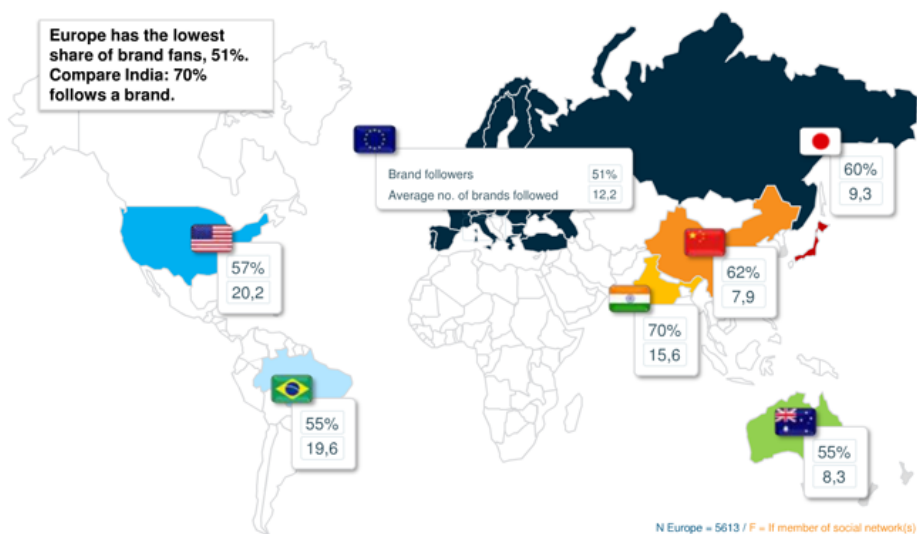 Europe has the lowest
share of brand fans, 51%.
Compare India: 70%
follows a brand.
Brand followers 51%
Average no. of brands followed 12,2
60%
9,3
57%
20,2
62%
7,9
70%
15,6
55%
19,6
55%
8,3
N Europe = 5613 / F = If member of social network(s)